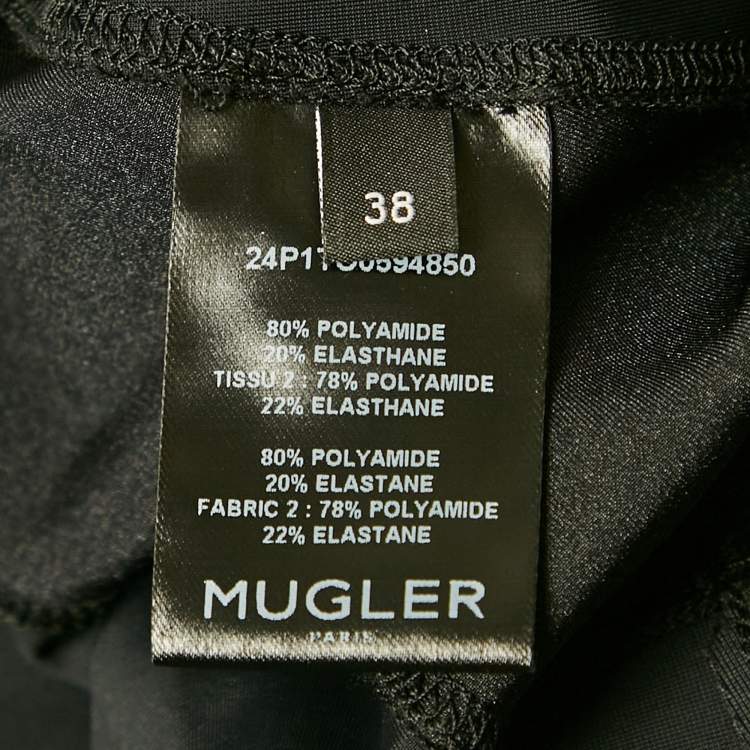 38
80% POLYAMIDE
20% ELASTHANE
TISSU 2 : 78% POLYAMIDE
22% ELASTHANE
80% POLYAMIDE
20% ELASTANE
FABRIC 2 : 78% POLYAMIDE
22% ELASTANE
MUGLER
PARIS